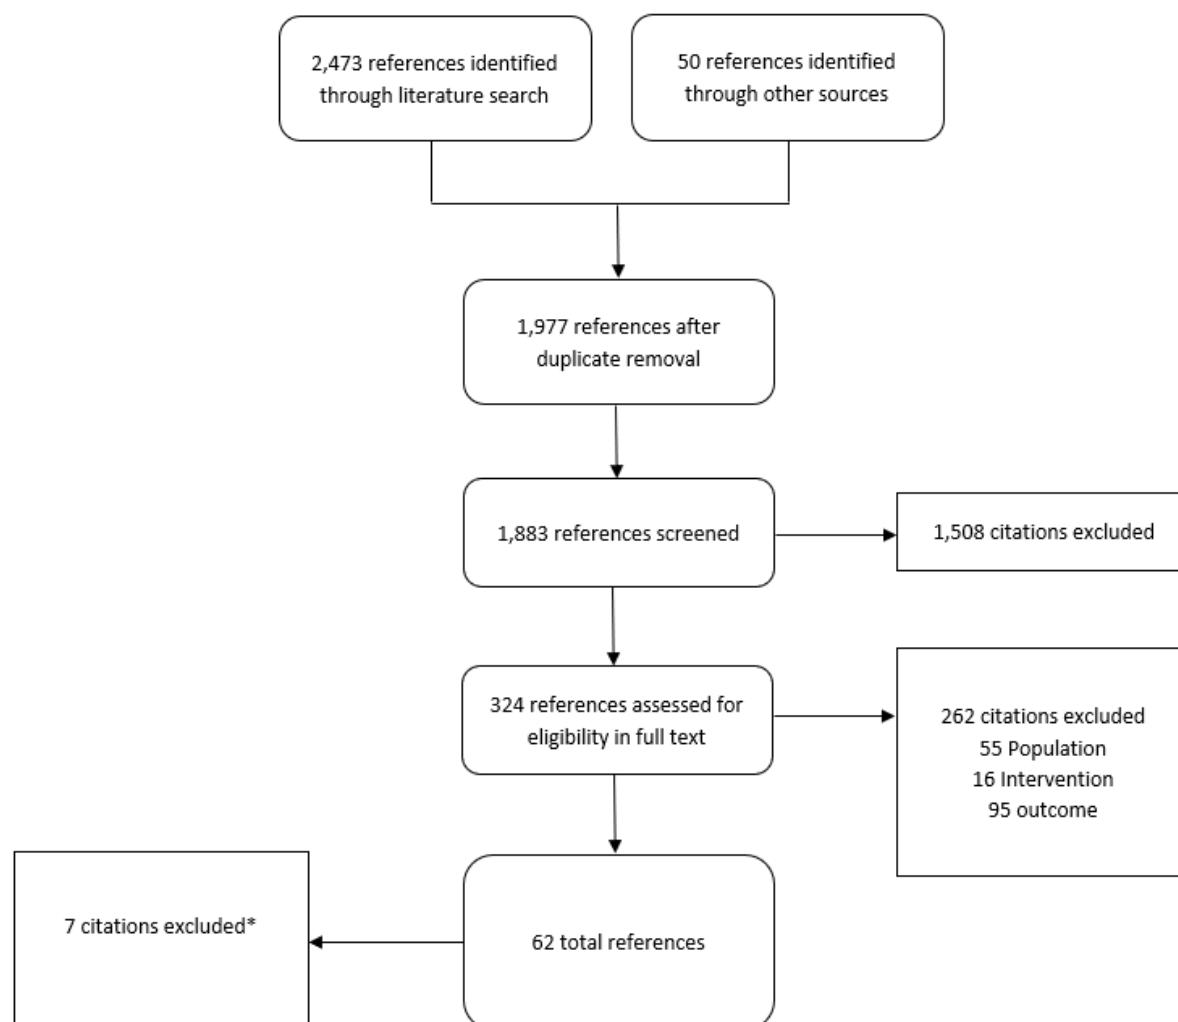 2,473 references identified
through literature search
50 references identified
through other sources
1,977 references after
duplicate removal
1,883 references screened
1,508 citations excluded
324 references assessed for
eligibility in full text
262 citations excluded
55 Population
16 Intervention
95 outcome
7 citations excluded*
62 total references